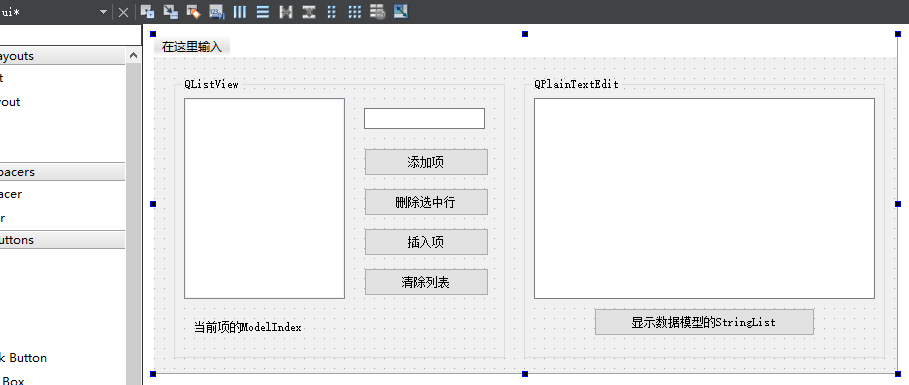 ui*
在这里输入
ayouts
t
yout
pacers
acer
r
uttons
k Button
Box
QListView
添加项
删除选中行
插入项
清除列表
当前项的ModelIndex
QPlainTextEdit
显示数据模型的StringList